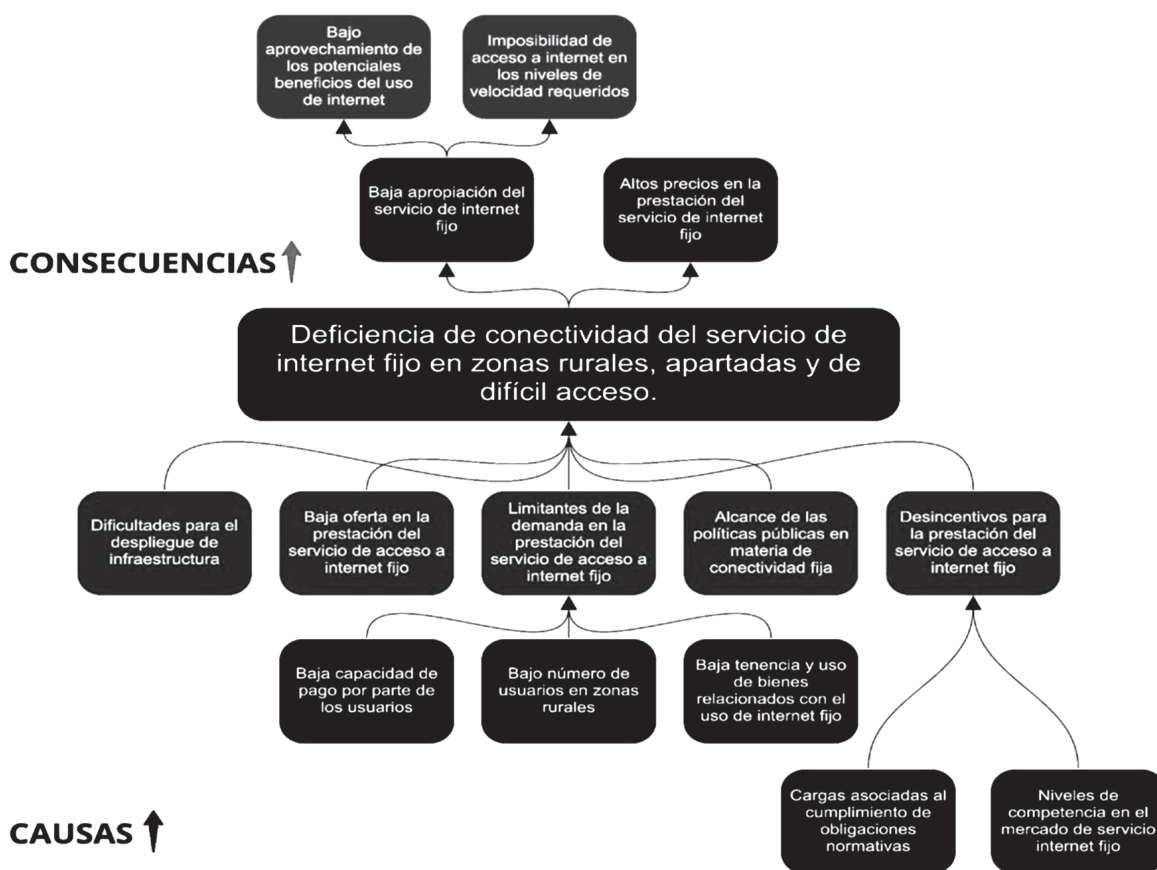 Bajo
aprovechamiento de
los potenciales
beneficios del uso
de internet
Imposibilidad de
acceso a internet en
los niveles de
velocidad requeridos
Baja apropiación del
servicio de internet
fijo
Altos precios en la
prestación del
servicio de internet
fijo
CONSECUENCIAS
Deficiencia de conectividad del servicio de
internet fijo en zonas rurales, apartadas y de
difícil acceso.
Dificultades para el
despliegue de
infraestructura
Baja oferta en la
prestación del
servicio de acceso a
internet fijo
Limitantes de la
demanda en la
prestación del
servicio de acceso a
internet fijo
Alcance de las
políticas públicas en
materia de
conectividad fija
Desincentivos para
la prestación del
servicio de acceso a
internet fijo
Baja capacidad de
pago por parte de
los usuarios
Bajo número de
usuarios en zonas
rurales
Baja tenencia y uso
de bienes
relacionados con el
uso de internet fijo
Cargas asociadas al
cumplimiento de
obligaciones
normativas
Niveles de
competencia en el
mercado de servicio
internet fijo
CAUSAS